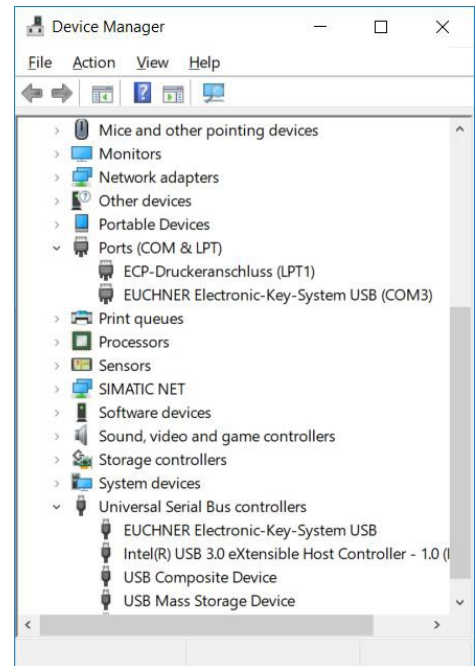 Device Manager
File Action View Help
Mice and other pointing devices
Monitors
Network adapters
Other devices
Portable Devices
Ports (COM & LPT)
ECP-Druckeranschluss (LPT1)
EUCHNER Electronic-Key-System USB (COM3)
Print queues
Processors
Sensors
SIMATIC NET
Software devices
Sound, video and game controllers
Storage controllers
System devices
Universal Serial Bus controllers
EUCHNER Electronic-Key-System USB
Intel(R) USB 3.0 eXtensible Host Controller - 1.0 (
USB Composite Device
USB Mass Storage Device